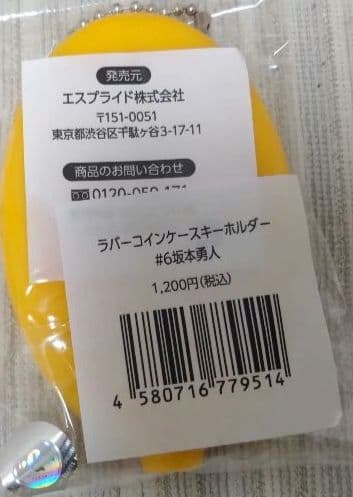 発売元
エスプライド株式会社
〒151-0051
東京都渋谷区千駄ヶ谷3-17-11
商品のお問い合わせ
0120-050-171
ラバーコインケースキーホルダー
#6坂本勇人
1,200円(税込)
4 580716 779514